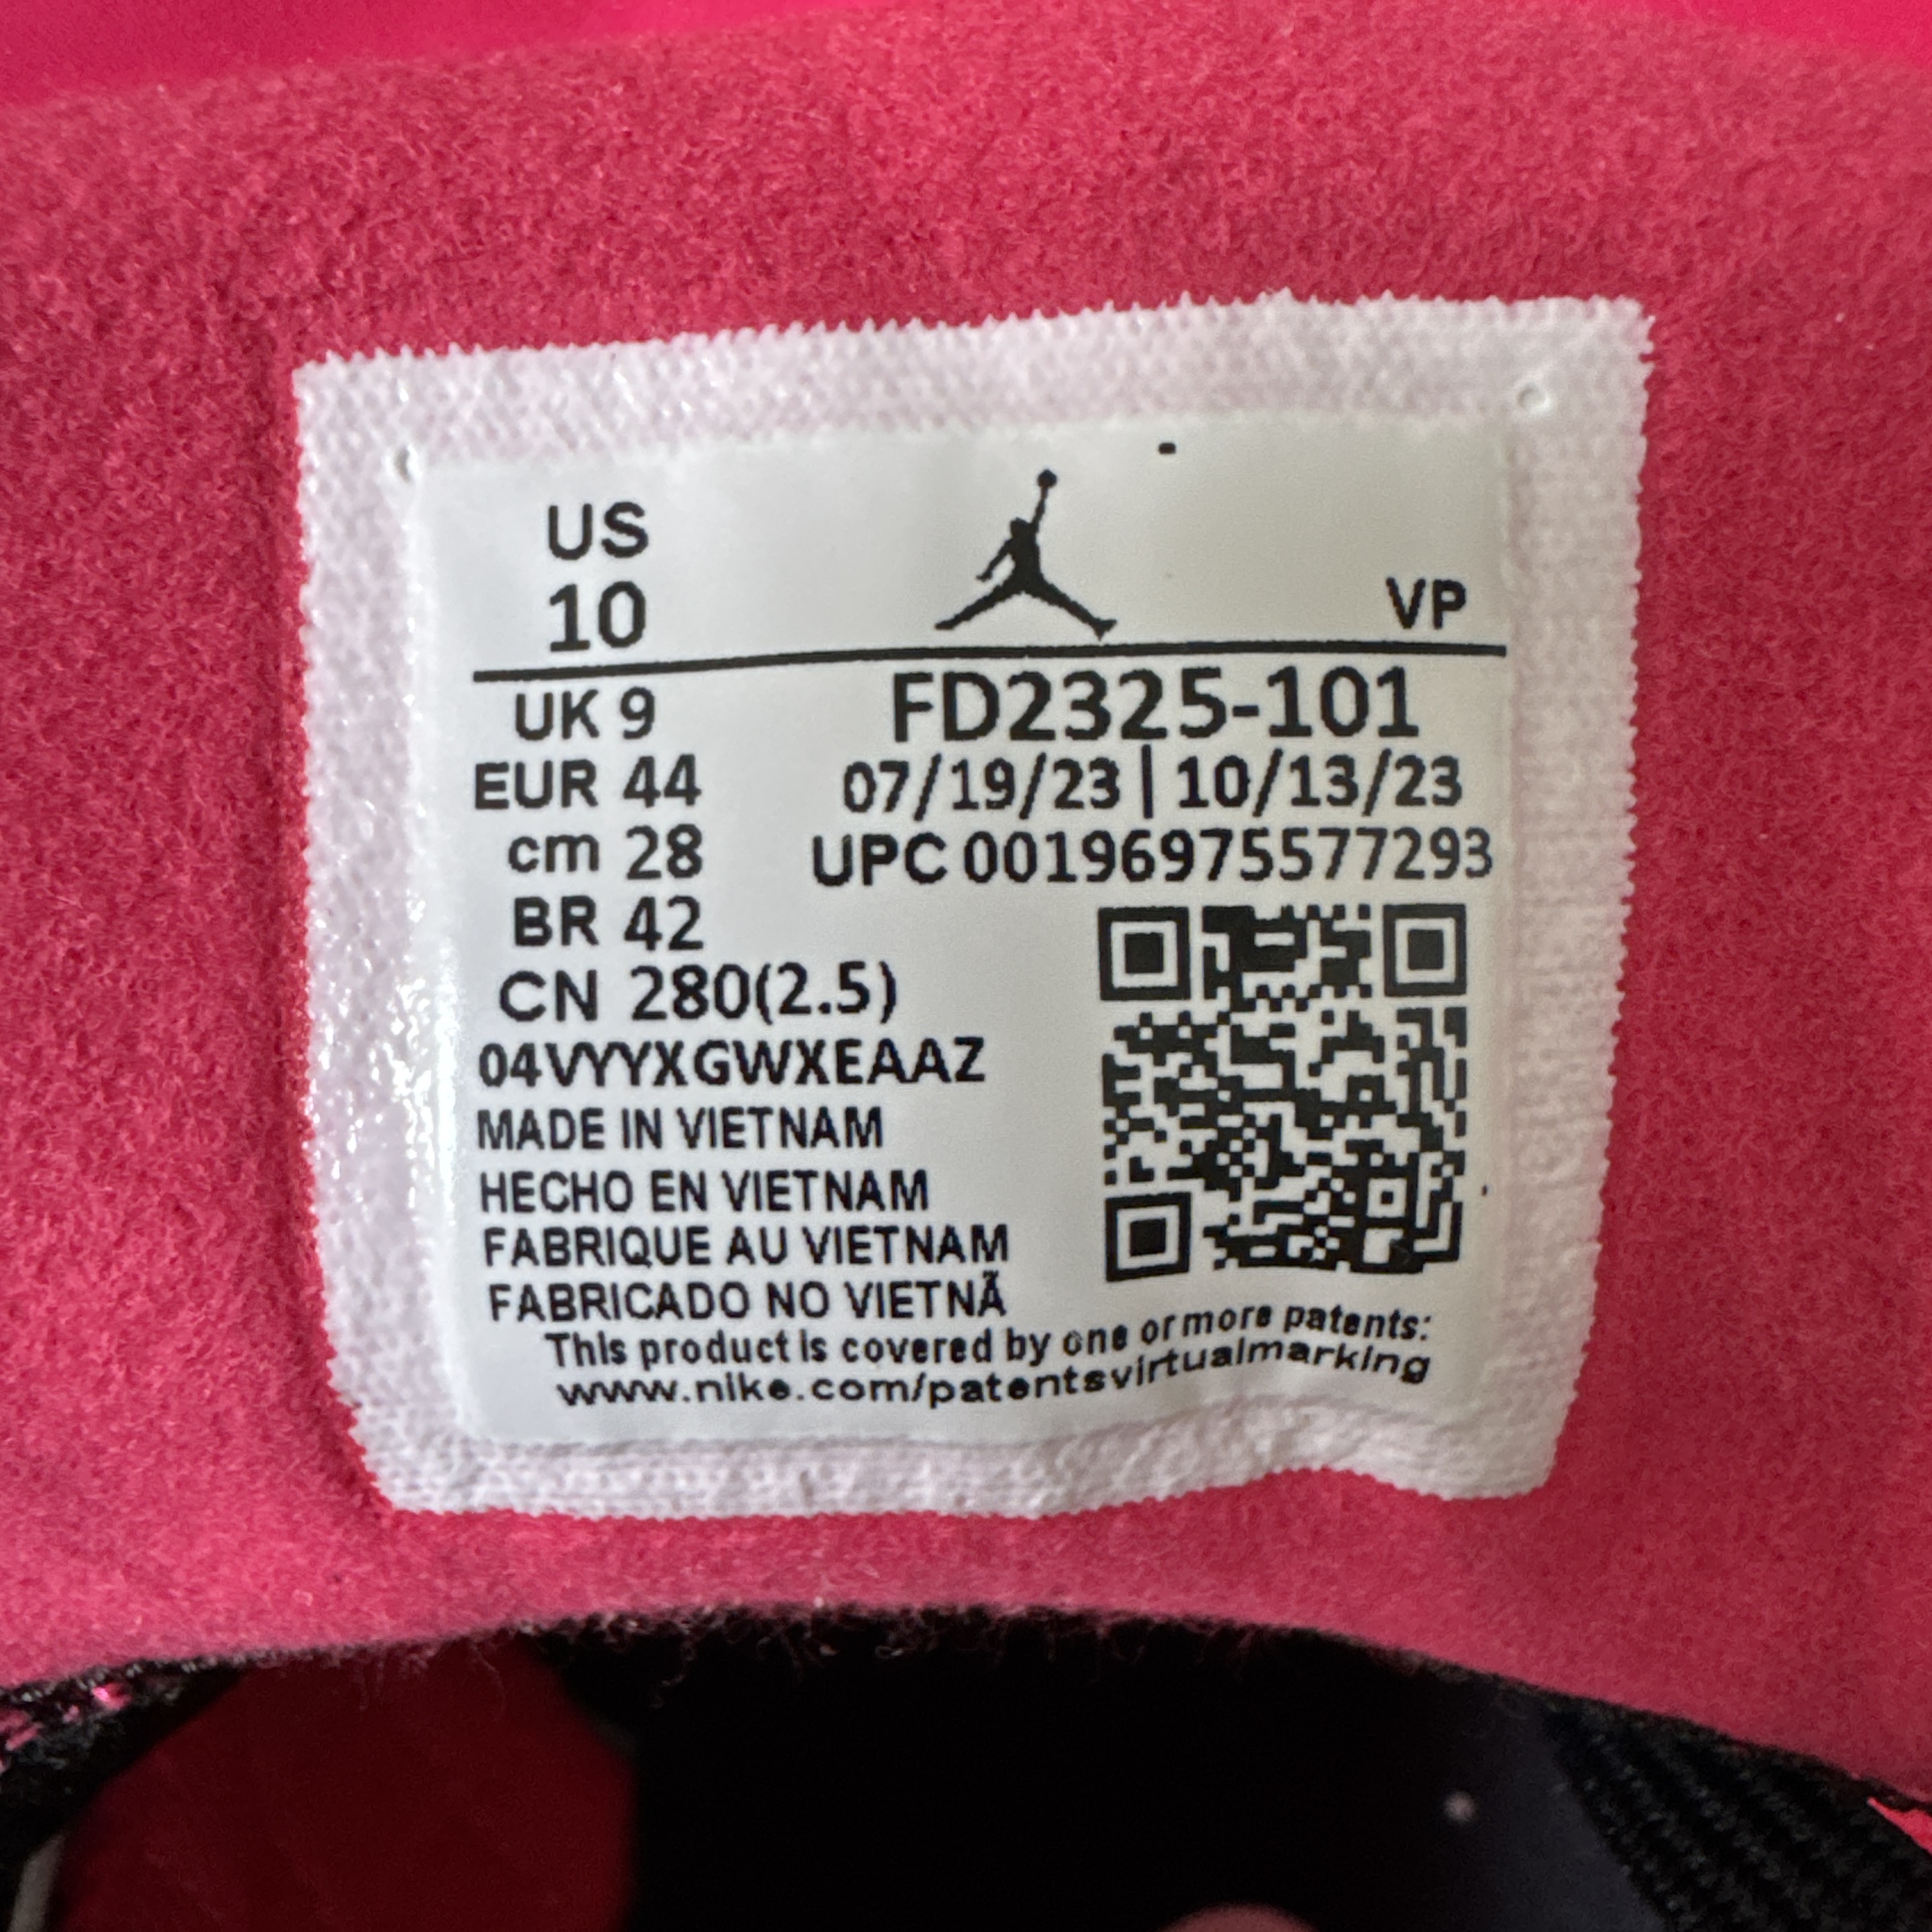 US
10
VP
UK 9
FD2325-101
EUR 44
07/19/23 | 10/13/23
cm 28
UPC 00196975577293
BR 42
CN 280(2.5)
04VYYXGWXEAAZ
MADE IN VIETNAM
HECHO EN VIETNAM
FABRIQUE AU VIETNAM
FABRICADO NO VIETNÃ
This product is covered by one or more patents:
www.nike.com/patentsvirtualmarking